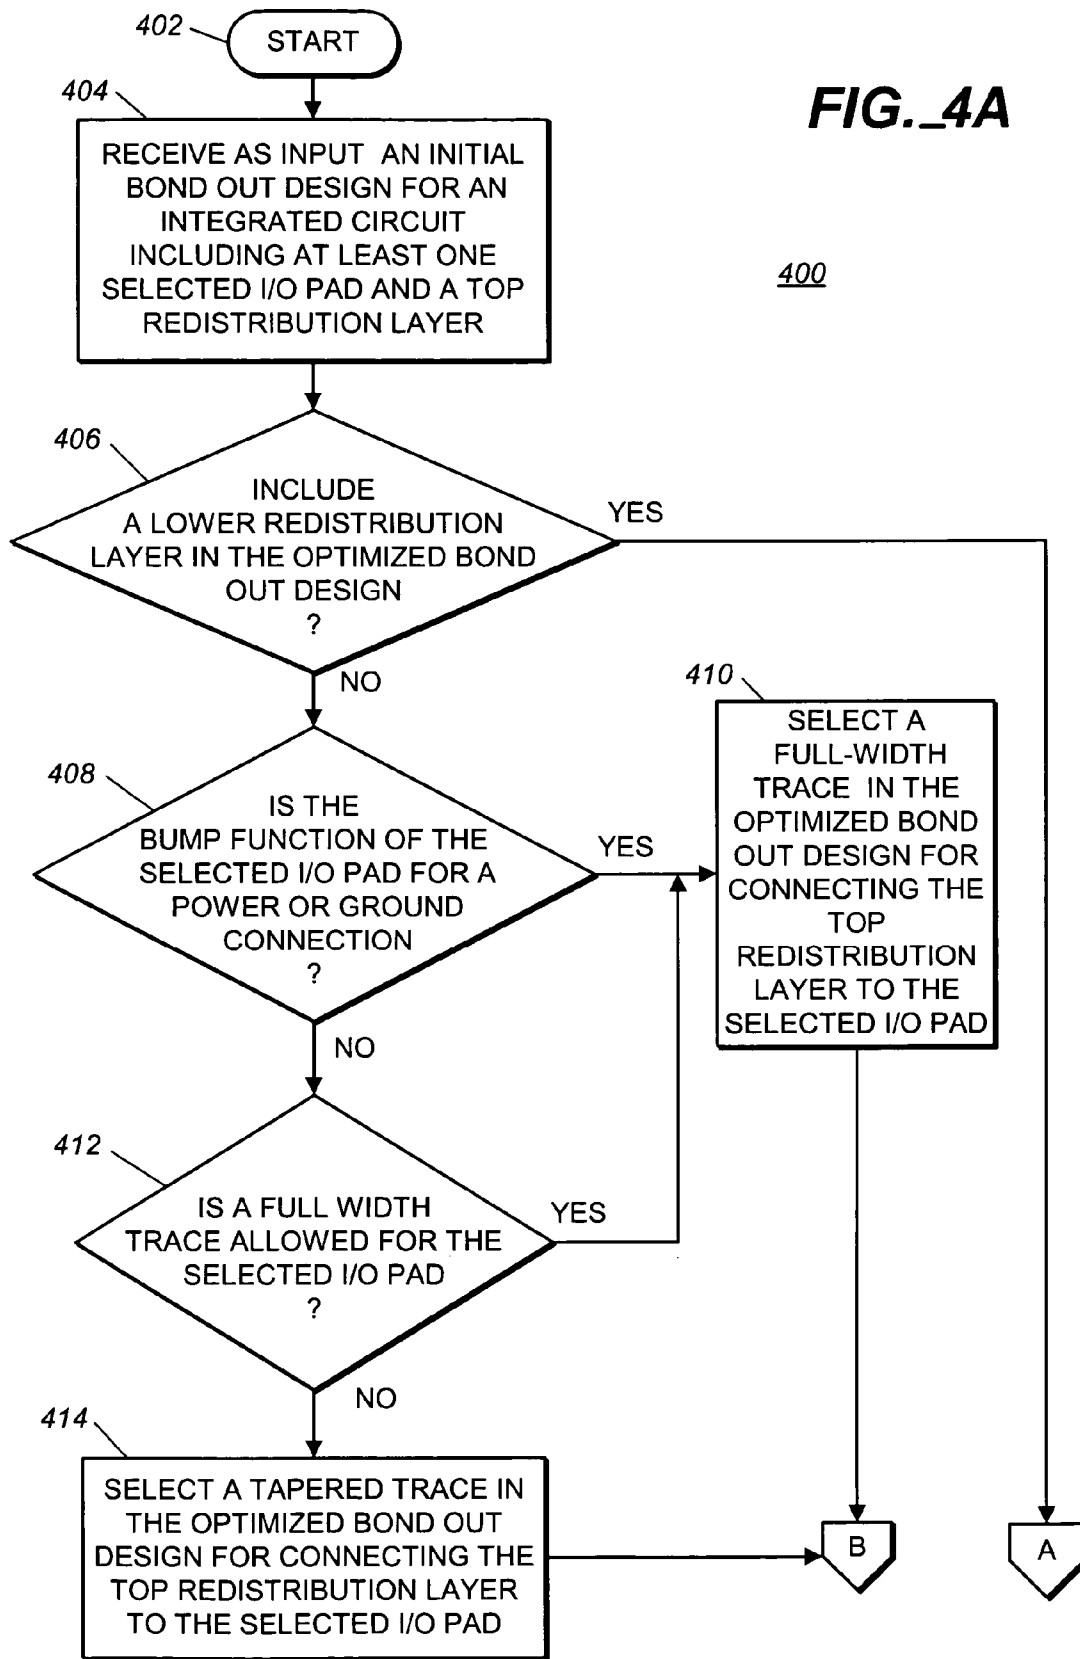 402
START
FIG._4A
404
RECEIVE AS INPUT AN INITIAL
BOND OUT DESIGN FOR AN
INTEGRATED CIRCUIT
INCLUDING AT LEAST ONE
SELECTED I/O PAD AND A TOP
REDISTRIBUTION LAYER
400
406
INCLUDE
A LOWER REDISTRIBUTION
LAYER IN THE OPTIMIZED BOND
OUT DESIGN
?
YES
NO
408
IS THE
BUMP FUNCTION OF THE
SELECTED I/O PAD FOR A
POWER OR GROUND
CONNECTION
?
YES
NO
410
SELECT A
FULL-WIDTH
TRACE IN THE
OPTIMIZED BOND
OUT DESIGN FOR
CONNECTING THE
TOP
REDISTRIBUTION
LAYER TO THE
SELECTED I/O PAD
412
IS A FULL WIDTH
TRACE ALLOWED FOR THE
SELECTED I/O PAD
?
YES
NO
414
SELECT A TAPERED TRACE IN
THE OPTIMIZED BOND OUT
DESIGN FOR CONNECTING THE
TOP REDISTRIBUTION LAYER
TO THE SELECTED I/O PAD
B
A